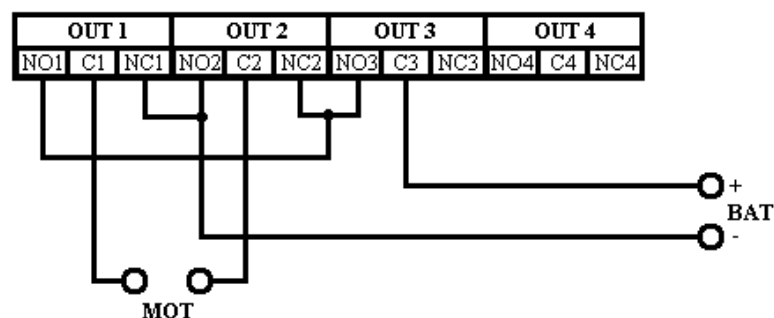 OUT 1 OUT 2 OUT 3 OUT 4
NO1 C1 NC1 NO2 C2 NC2 NO3 C3 NC3 NO4 C4 NC4
+
BAT
-
MOT